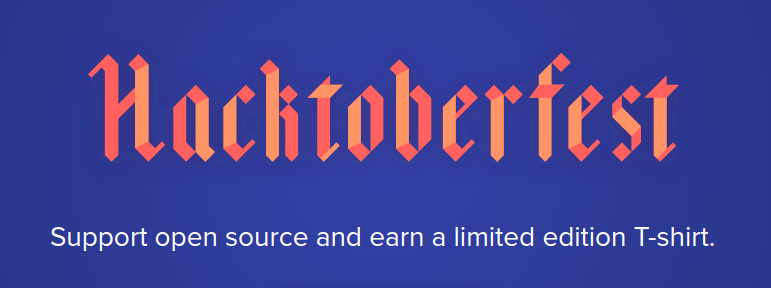 Hacktoberfest
Support open source and earn a limited edition T-shirt.